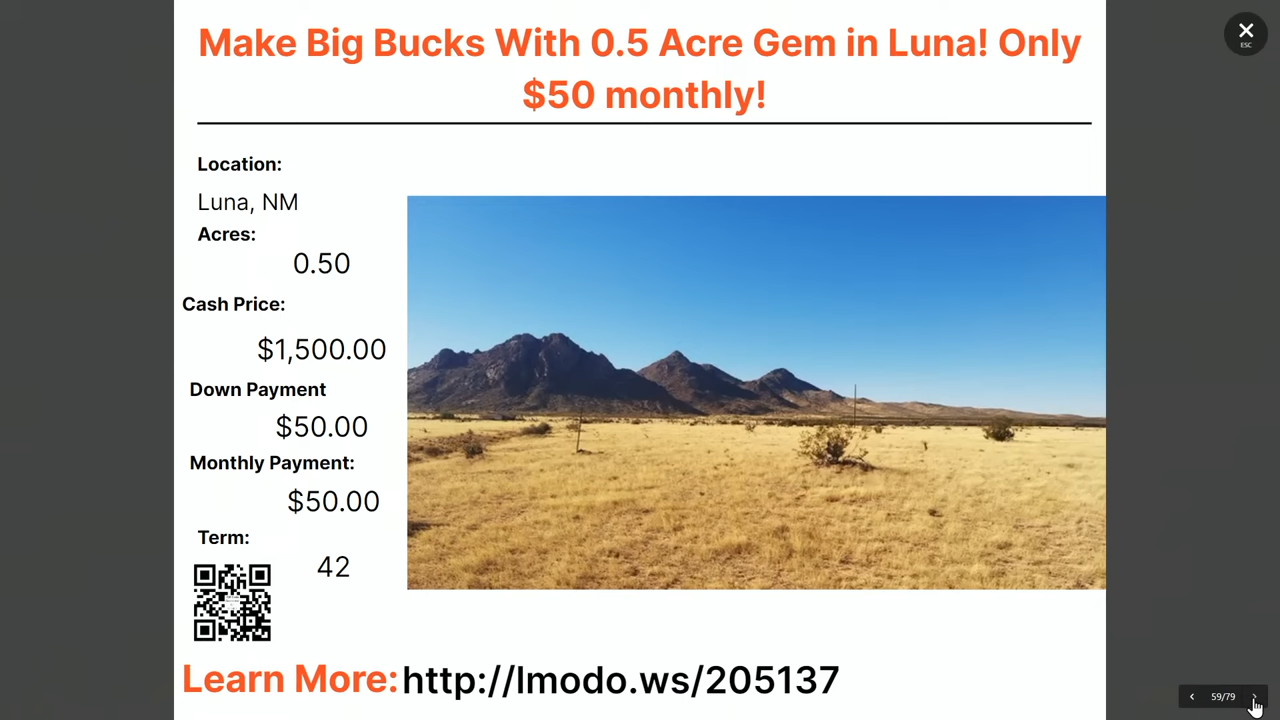 Make Big Bucks With 0.5 Acre Gem in Luna! Only
$50 monthly!
Location:
Luna, NM
Acres:
0.50
Cash Price:
$1,500.00
Down Payment
$50.00
Monthly Payment:
$50.00
Term:
42
Learn More: http://lmodo.ws/205137
ESC
59/79